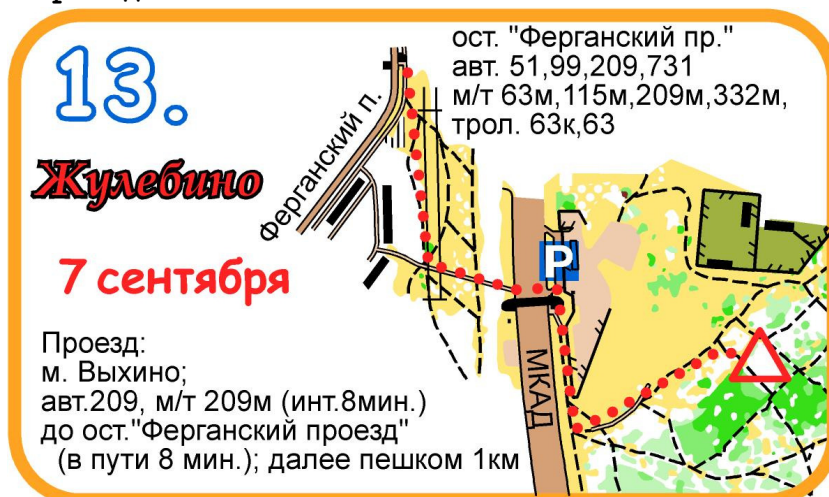 13.
Жулебино
7 сентября
ост. "Ферганский пр."
авт. 51,99,209,731
м/т 63м,115м,209м,332м,
трол. 63к,63
Ферганский п.
P
МКАД
Проезд:
м. Выхино;
авт.209, м/т 209м (инт.8мин.)
до ост."Ферганский проезд"
(в пути 8 мин.); далее пешком 1км